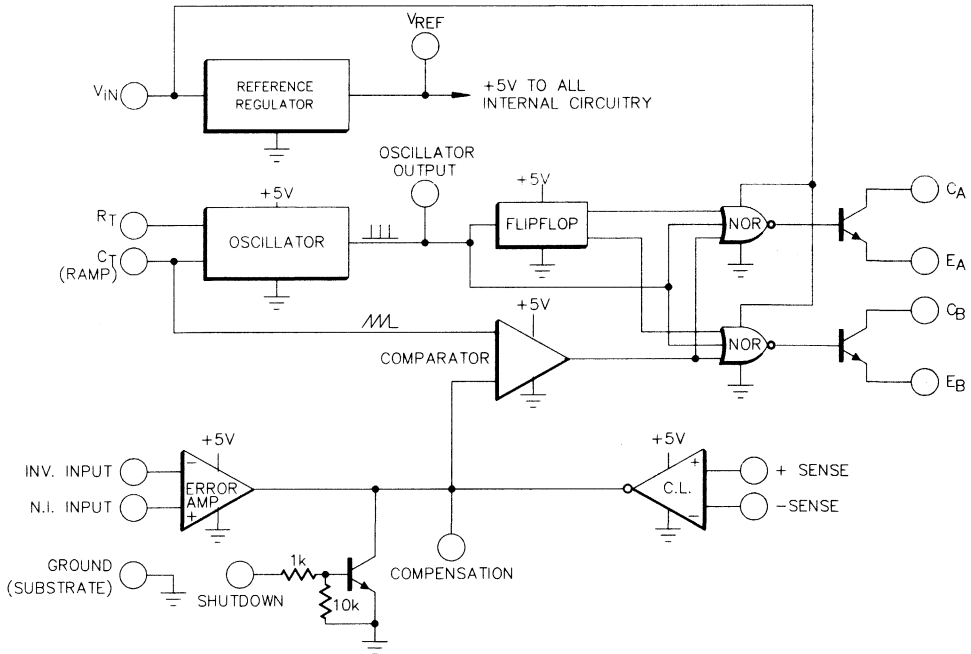 VREF
VIN
REFERENCE
REGULATOR
+5V TO ALL
INTERNAL CIRCUITRY
OSCILLATOR
OUTPUT
+5V
+5V
CA
RT
OSCILLATOR
FLIPFLOP
NOR
CT
(RAMP)
EA
+5V
CB
COMPARATOR
NOR
EB
+5V
+5V
INV. INPUT
−
+
+ SENSE
ERROR
AMP
C.L.
N.I. INPUT
+
−
−SENSE
GROUND
(SUBSTRATE)
1k
COMPENSATION
SHUTDOWN
10k